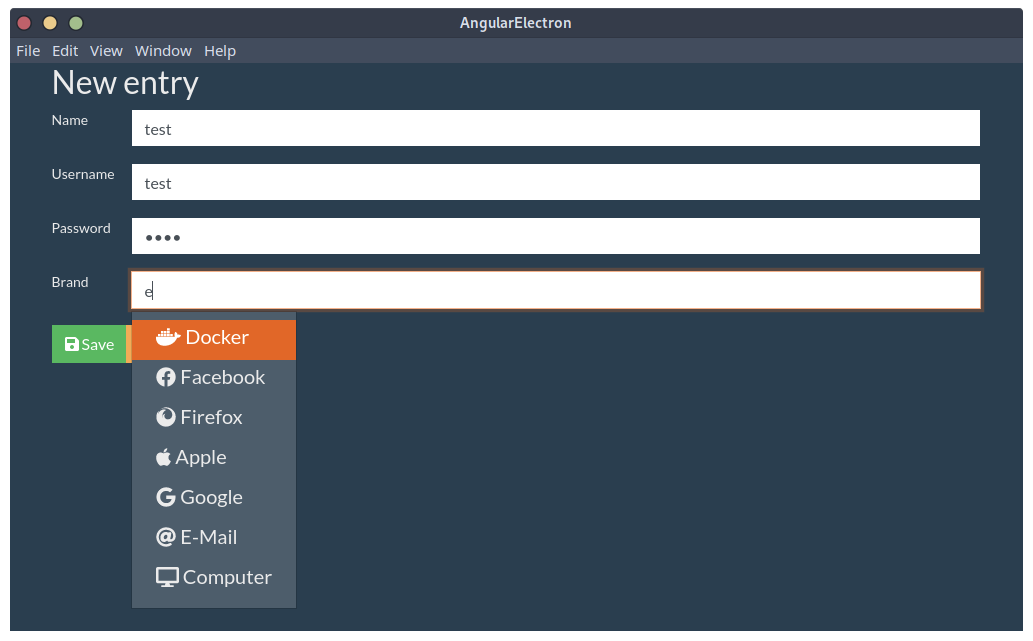 AngularElectron
File Edit View Window Help
New entry
Name
test
Username
test
Password
••••
Brand
e
Save
Docker
Facebook
Firefox
Apple
Google
E-Mail
Computer